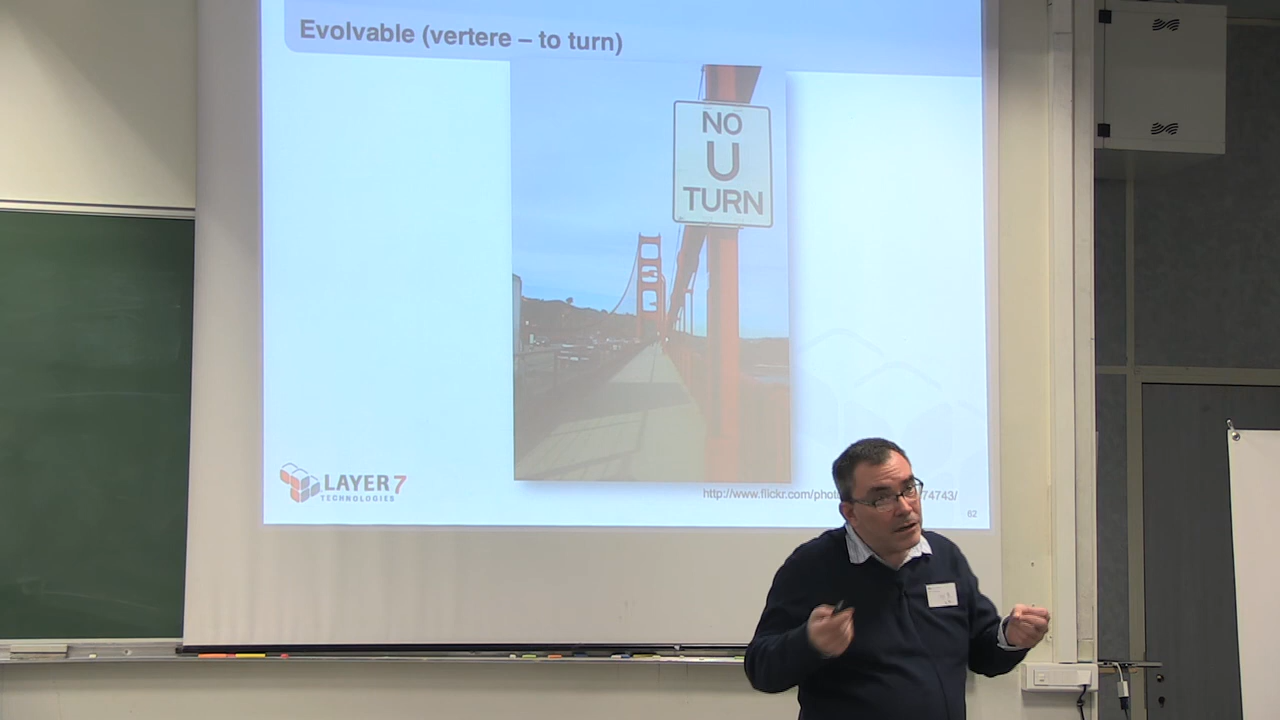 Evolvable (vertere – to turn)
NO
U
TURN
LAYER 7
TECHNOLOGIES
http://www.flickr.com/phot
74743/
62